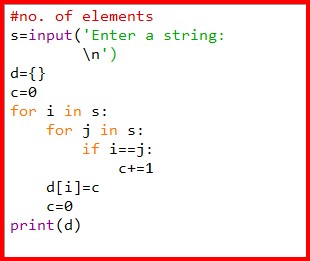 #no. of elements
s=input('Enter a string:
        \n')
d={}
c=0
for i in s:
    for j in s:
        if i==j:
            c+=1
    d[i]=c
    c=0
print(d)